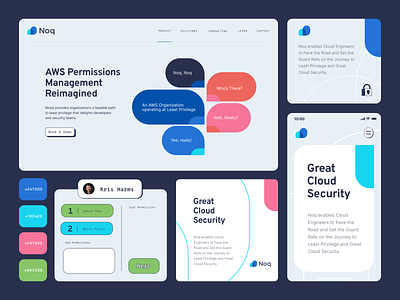 Noq
PRODUCT
SOLUTIONS
CONSULTING
LEARN
SUPPORT
AWS Permissions
Management
Reimagined
Noq's provides organizations a feasible path
to least privilege that delights developers
and security teams
Book A Demo
Noq, Noq
Who's There?
An AWS Organization
operating at Least Privilege
Well, Really?
Yes, really!
Noq enables Cloud Engineers
to Pave the Road and Set the
Guard Rails on the Journey to
Least Privilege and Great
Cloud Security.
10:00
Great
Cloud
Security
Noq enables Cloud
Engineers to Pave the
Road and Set the Guard
Rails on the Journey to
Least Privilege and Great
Cloud Security.
Kris Harms
1
2
Add Permissions
Your Permissions
Next
Great
Cloud
Security
Noq enables Cloud
Engineers to Pave the
Road and Set the Guard
Rails on the Journey to
Least Privilege and Great
Cloud Security.
Noq